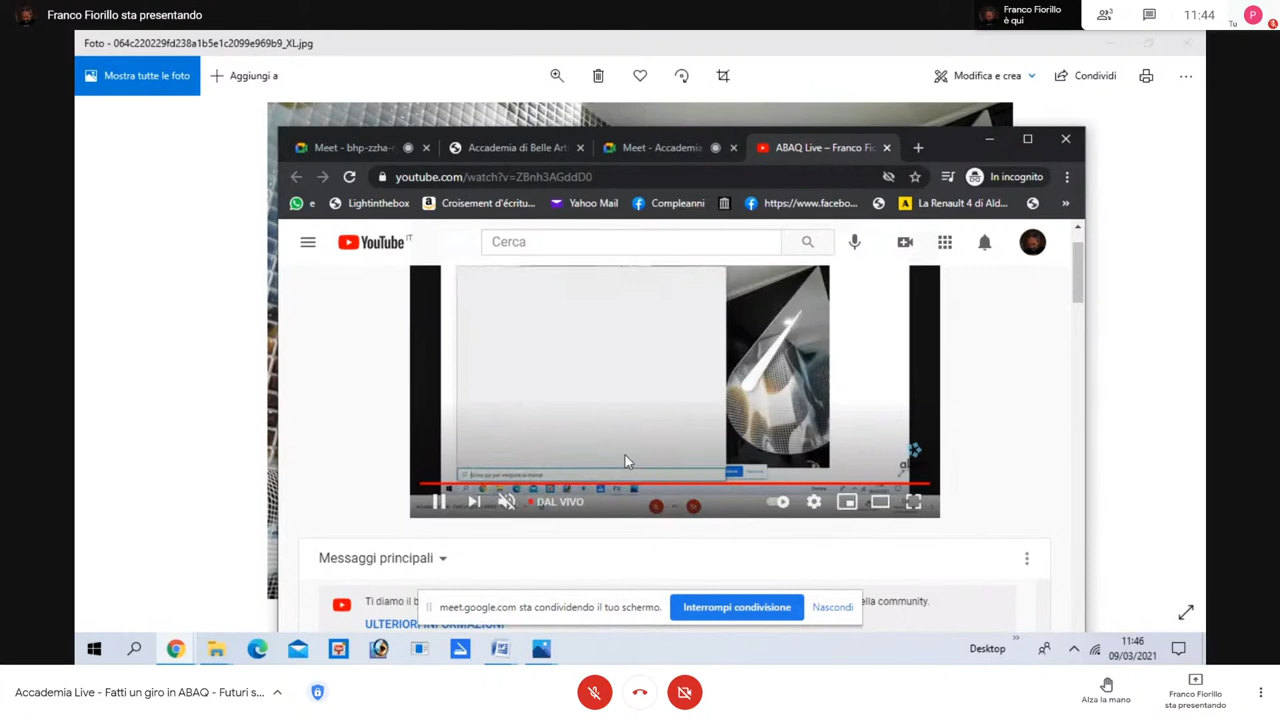 Franco Fiorillo sta presentando
Franco Fiorillo
è qui
3
11:44
P
Tu
Foto - 064c220229fd238a1b5e1c2099e969b9_XL.jpg
Mostra tutte le foto
Aggiungi a
Modifica e crea
Condividi
Meet - bhp-zzha-
Accademia di Belle Art
Meet - Accademia
ABAQ Live – Franco Fio
youtube.com/watch?v=ZBnh3AGddD0
In incognito
e
Lightinthebox
Croisement d'écritu...
Yahoo Mail
Compleanni
https://www.facebo...
La Renault 4 di Ald...
»
YouTube IT
Cerca
DAL VIVO
Messaggi principali
Ti diamo il b
ella community.
ULTERIORI INFORMAZIONI
meet.google.com sta condividendo il tuo schermo.
Interrompi condivisione
Nascondi
Desktop
»
11:46
09/03/2021
Accademia Live - Fatti un giro in ABAQ - Futuri s...
Alza la mano
Franco Fiorillo
sta presentando